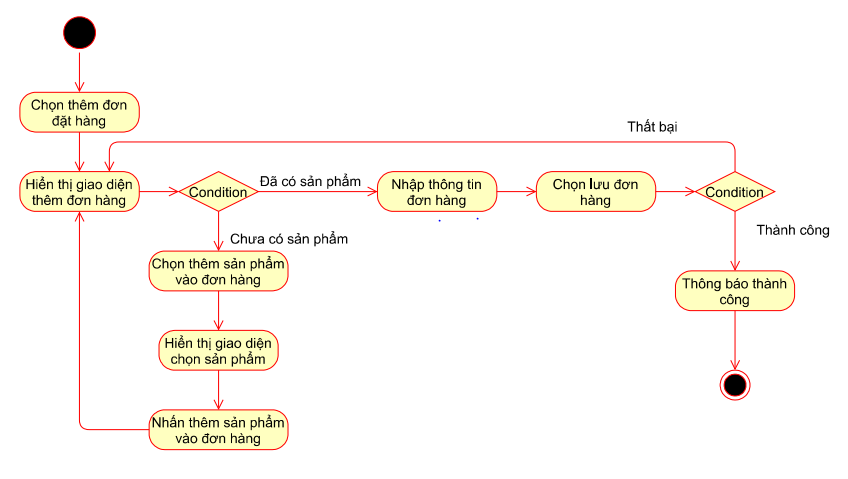 Chọn thêm đơn
đặt hàng
Thất bại
Hiển thị giao diện
thêm đơn hàng
Condition
Đã có sản phẩm
Nhập thông tin
đơn hàng
Chọn lưu đơn
hàng
Condition
Chưa có sản phẩm
Thành công
Chọn thêm sản phẩm
vào đơn hàng
Thông báo thành
công
Hiển thị giao diện
chọn sản phẩm
Nhấn thêm sản phẩm
vào đơn hàng